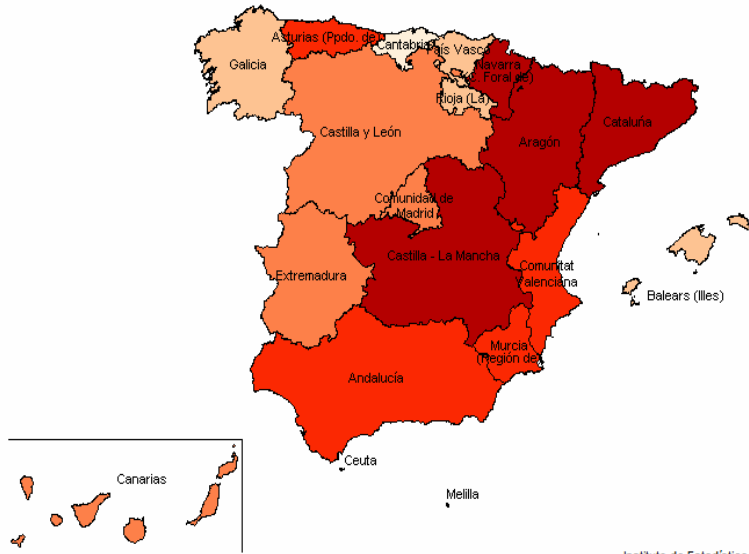 Asturias (Ppdo. de)
Cantabria
País Vasco
Galicia
Navarra
(C. Foral de)
Rioja (La)
Castilla y León
Cataluña
Aragón
Comunidad de
Madrid
Castilla - La Mancha
Comunitat
Valenciana
Extremadura
Balears (Illes)
Murcia
(Región de)
Andalucía
Ceuta
Canarias
Melilla